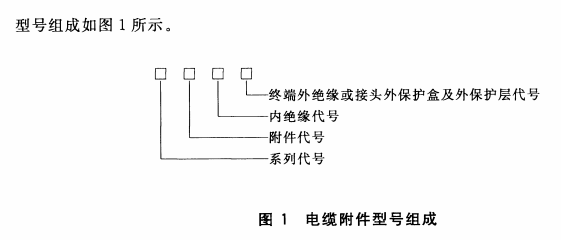 型号组成如图1所示。
□ □ □ □
终端外绝缘或接头外保护盒及外保护层代号
内绝缘代号
附件代号
系列代号
图 1 电缆附件型号组成